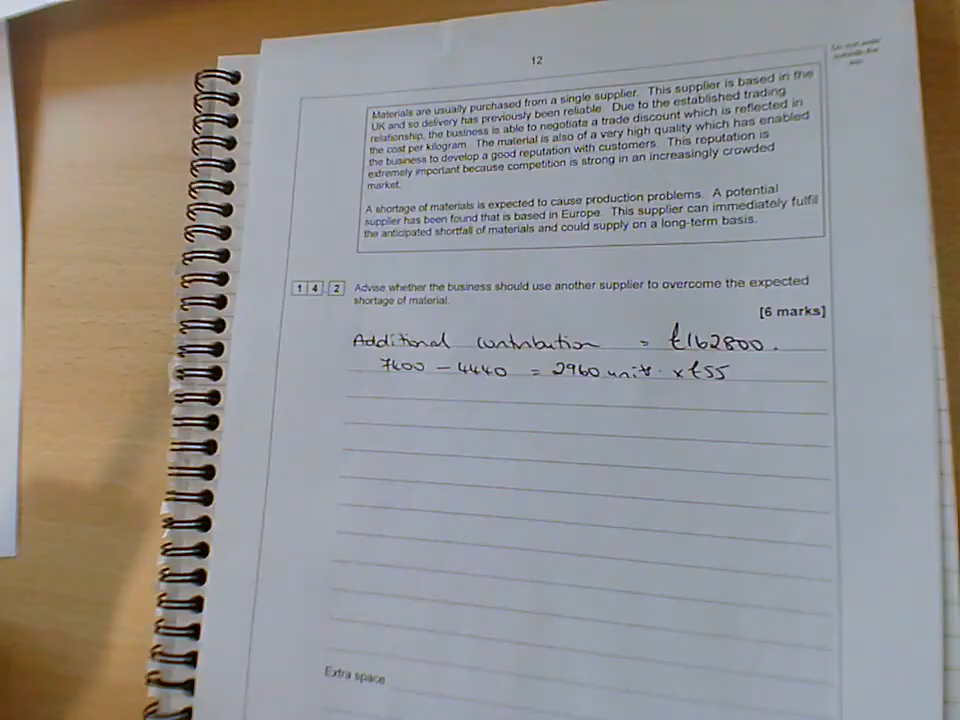 12
Materials are usually purchased from a single supplier. This supplier is based in the
UK and so delivery has previously been reliable. Due to the established trading
relationship, the business is able to negotiate a trade discount which is reflected in
the cost per kilogram. The material is also of a very high quality which has enabled
the business to develop a good reputation with customers. This reputation is
extremely important because competition is strong in an increasingly crowded
market.
A shortage of materials is expected to cause production problems. A potential
supplier has been found that is based in Europe. This supplier can immediately fulfil
the anticipated shortfall of materials and could supply on a long-term basis.
1 4 . 2 Advise whether the business should use another supplier to overcome the expected
shortage of material.
[6 marks]
Additional contribution = £162800.
7400 - 4440 = 2960 units. x £55
Extra space